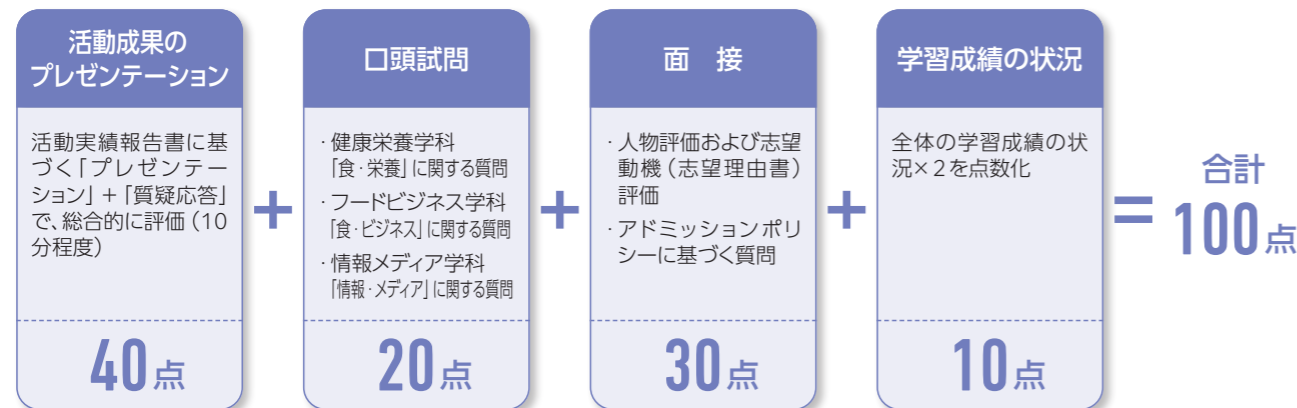 活動成果の
プレゼンテーション
活動実績報告書に基
づく「プレゼンテー
ション」+「質疑応答」
で、総合的に評価(10
分程度)
40点
+
口頭試問
・健康栄養学科
「食・栄養」に関する質問
・フードビジネス学科
「食・ビジネス」に関する質問
・情報メディア学科
「情報・メディア」に関する質問
20点
+
面 接
・人物評価および志望
動機(志望理由書)
評価
・アドミッションポリ
シーに基づく質問
30点
+
学習成績の状況
全体の学習成績の状
況×2を点数化
10点
=
合計
100点